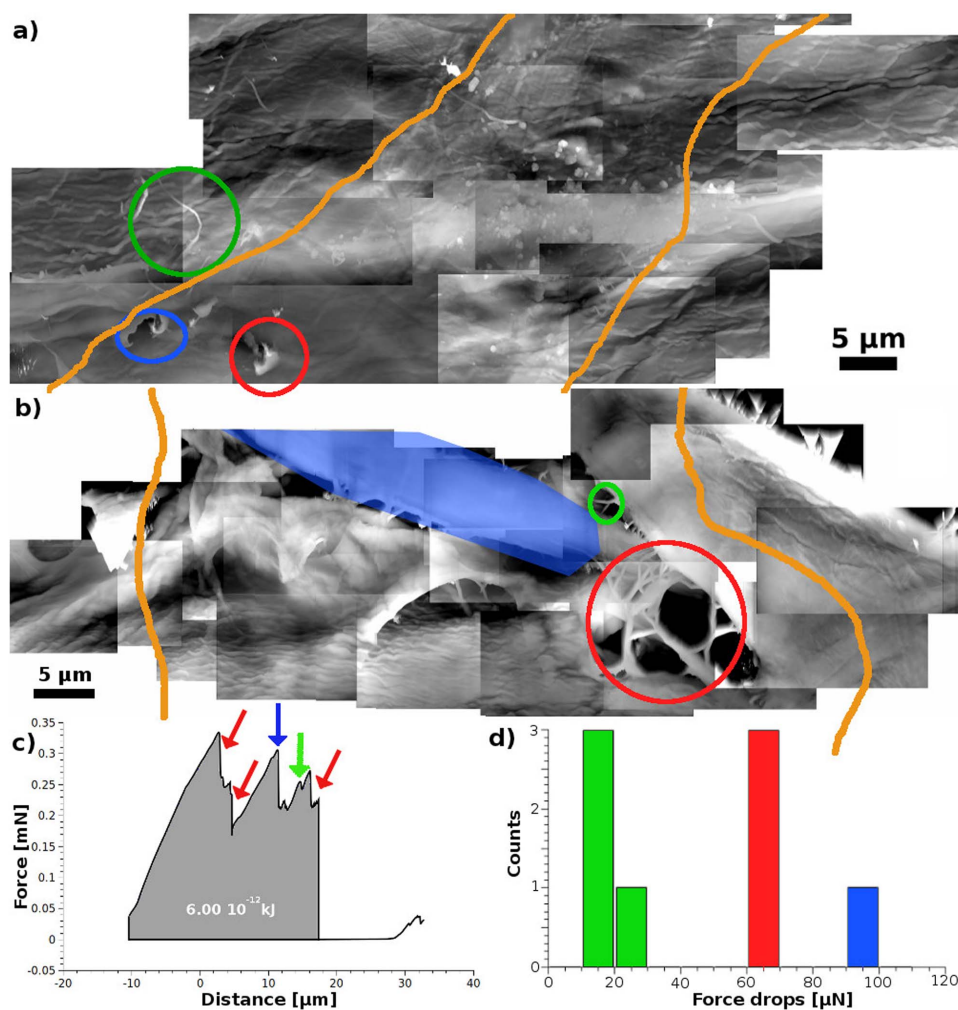 a)
5 µm
b)
5 µm
c)
0.35
0.3
0.25
0.2
0.15
0.1
0.05
0
-0.05
Force [mN]
6.00 10⁻¹²kJ
-20
-10
0
10
20
30
40
Distance [µm]
d)
3
2
1
0
Counts
0
20
40
60
80
100
120
Force drops [µN]